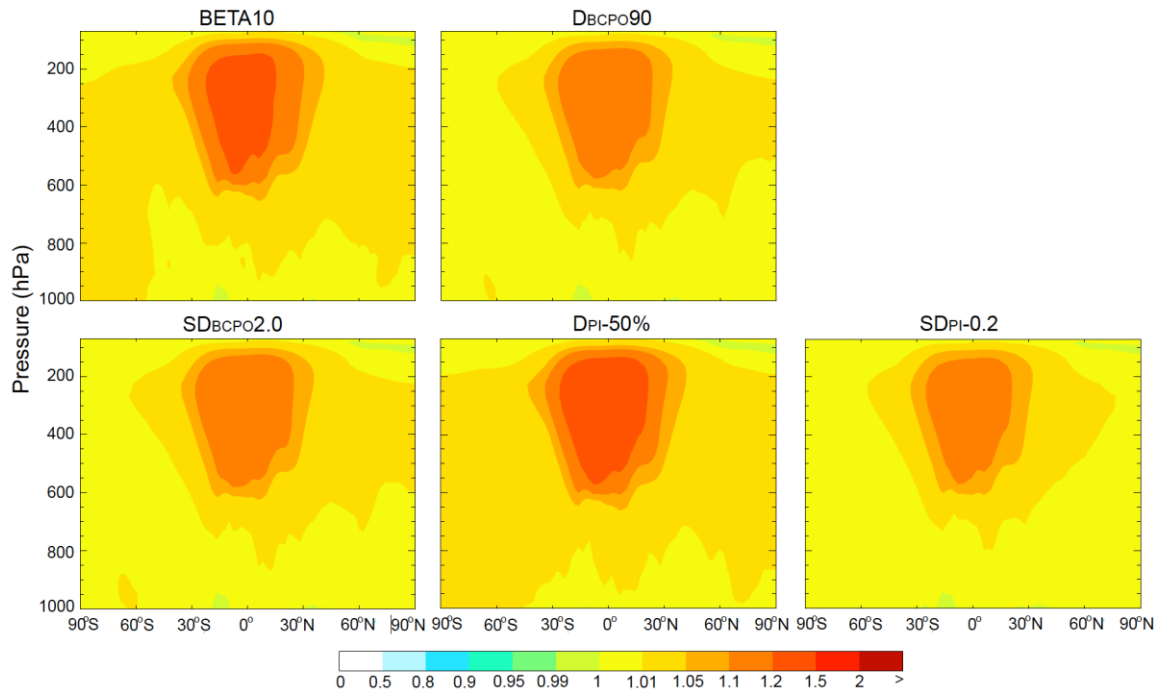 BETA10
DBCPO90
200
400
600
800
1000
Pressure (hPa)
SDBCPO2.0
DPI-50%
SDPI-0.2
200
400
600
800
1000
90°S 60°S 30°S 0° 30°N 60°N 90°N
90°S 60°S 30°S 0° 30°N 60°N 90°N
90°S 60°S 30°S 0° 30°N 60°N 90°N
0 0.5 0.8 0.9 0.95 0.99 1 1.01 1.05 1.1 1.2 1.5 2 >